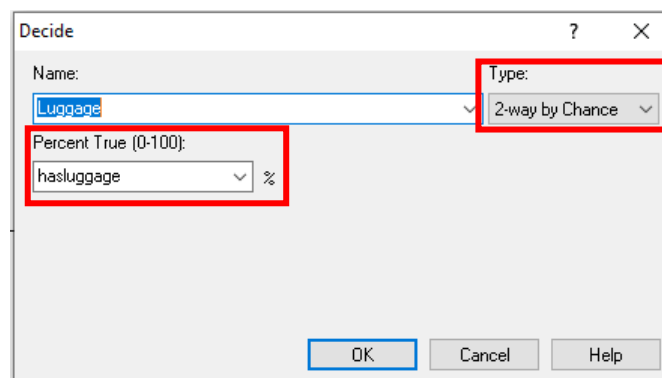 Decide ?
Name: Type:
Luggage 2-way by Chance
Percent True (0-100):
hasluggage %
OK Cancel Help